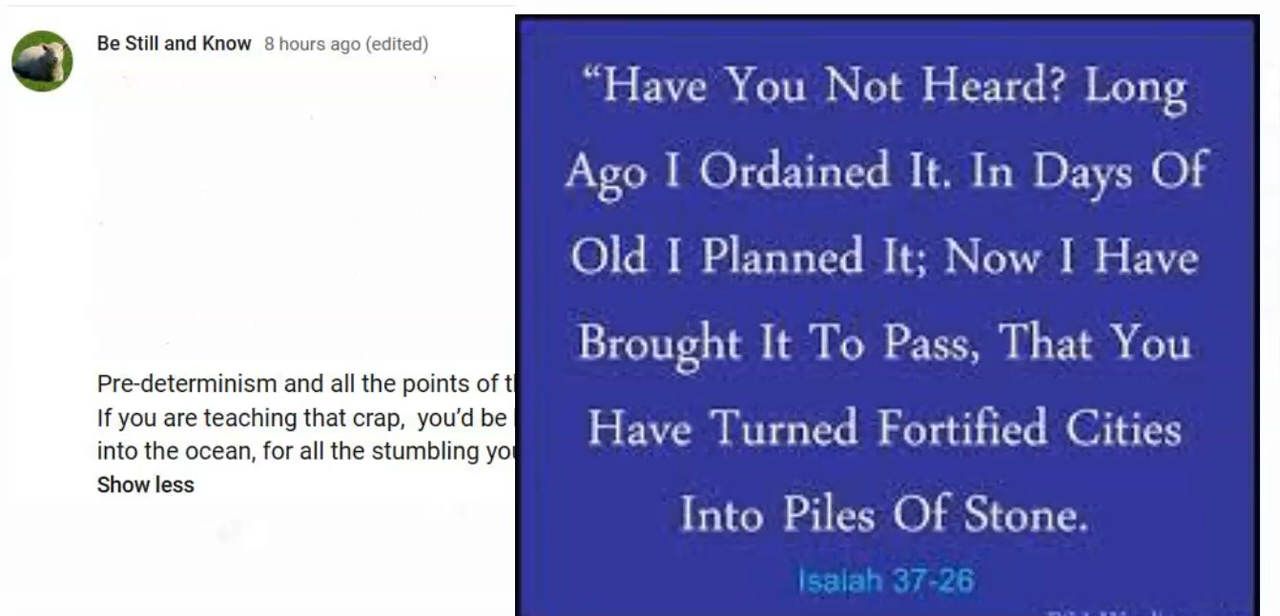 Be Still and Know 8 hours ago (edited)
Pre-determinism and all the points of
If you are teaching that crap, you’d be
into the ocean, for all the stumbling
Show less
“Have You Not Heard? Long
Ago I Ordained It. In Days Of
Old I Planned It; Now I Have
Brought It To Pass, That You
Have Turned Fortified Cities
Into Piles Of Stone.
Isaiah 37-26